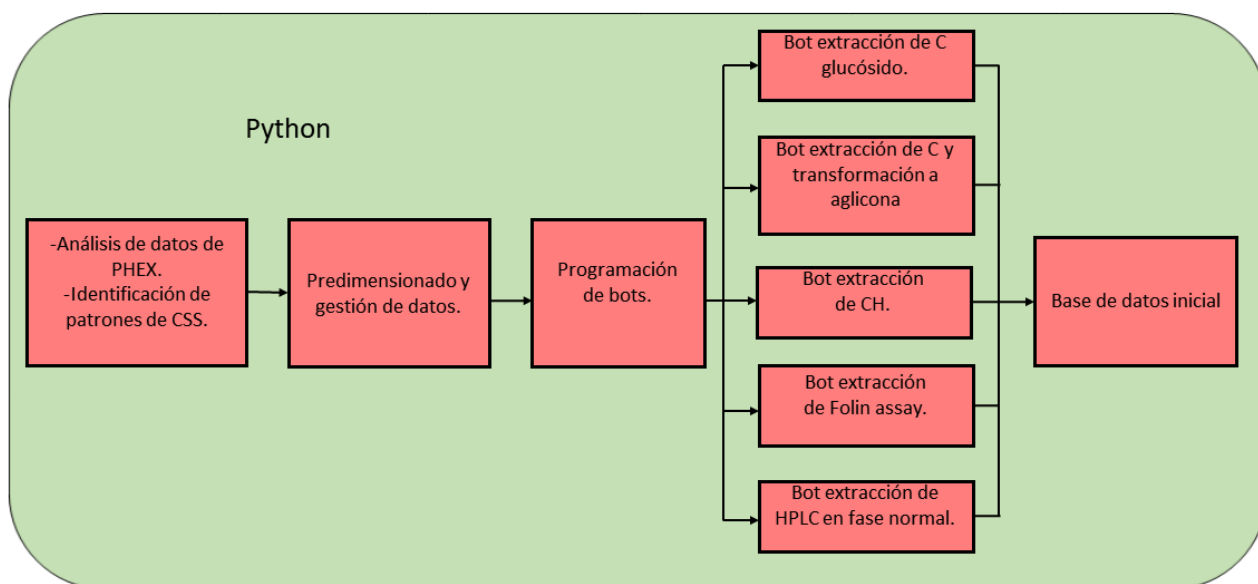 Python
-Análisis de datos de
PHEX.
-Identificación de
patrones de CSS.
Predimensionado y
gestión de datos.
Programación
de bots.
Bot extracción de C
glucósido.
Bot extracción de C y
transformación a
aglicona
Bot extracción
de CH.
Bot extracción
de Folin assay.
Bot extracción de
HPLC en fase normal.
Base de datos inicial